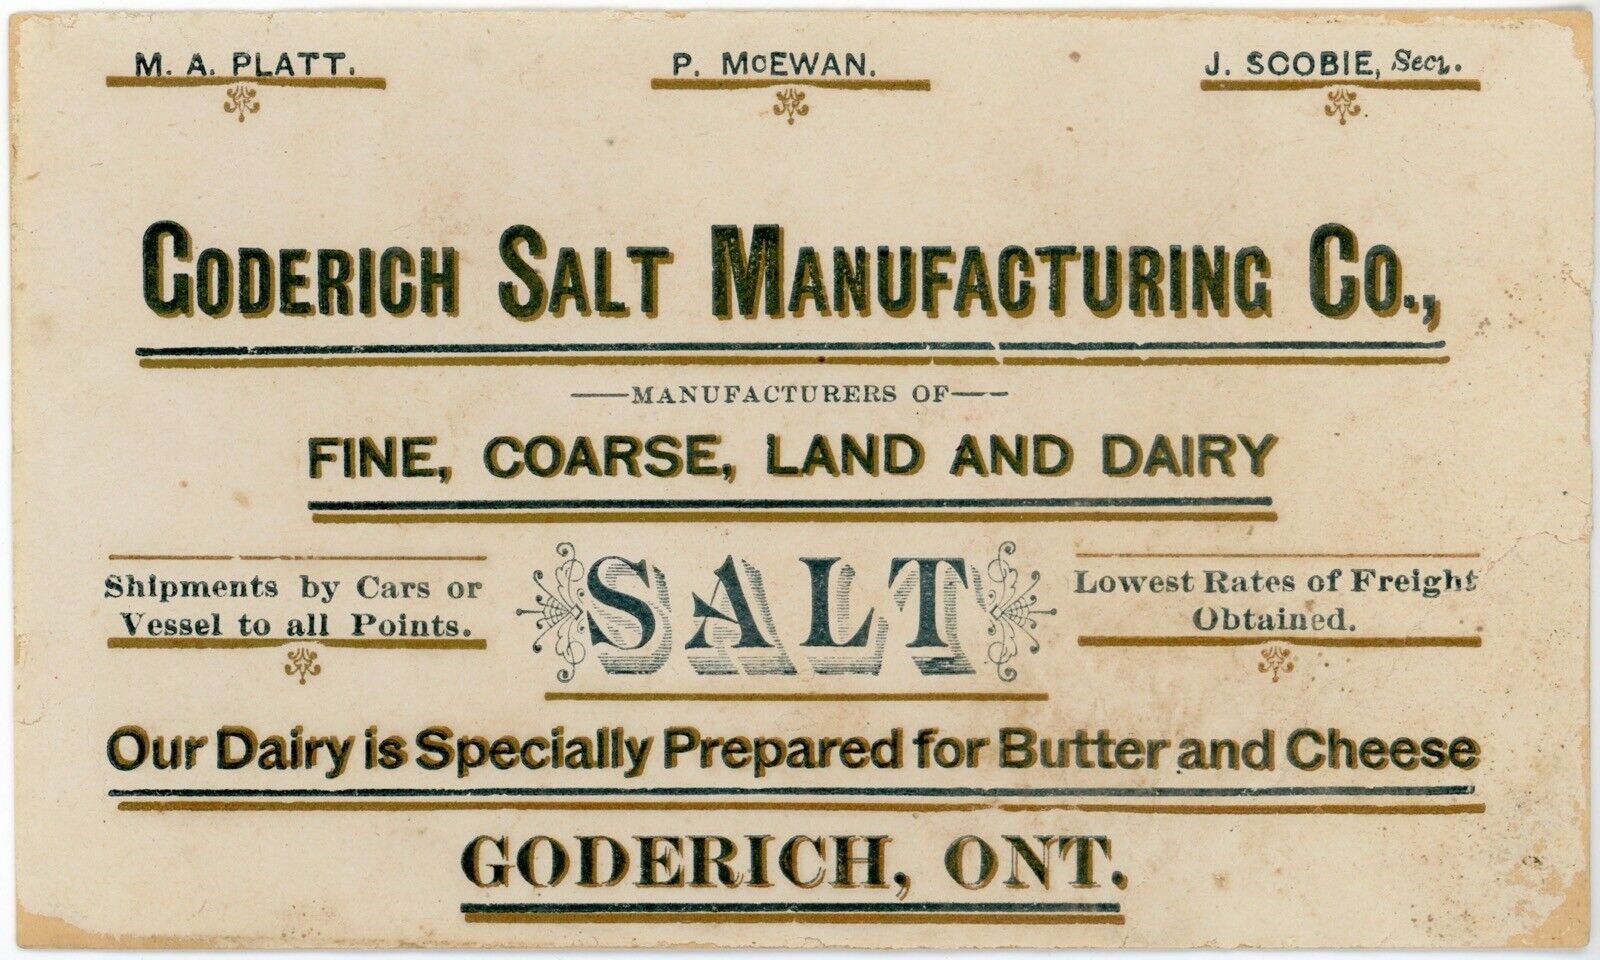 M. A. PLATT.
P. McEWAN.
J. SCOBIE, Secy.
GODERICH SALT MANUFACTURING CO.,
—MANUFACTURERS OF—
FINE, COARSE, LAND AND DAIRY
SALT
Shipments by Cars or
Vessel to all Points.
Lowest Rates of Freight
Obtained.
Our Dairy is Specially Prepared for Butter and Cheese
GODERICH, ONT.